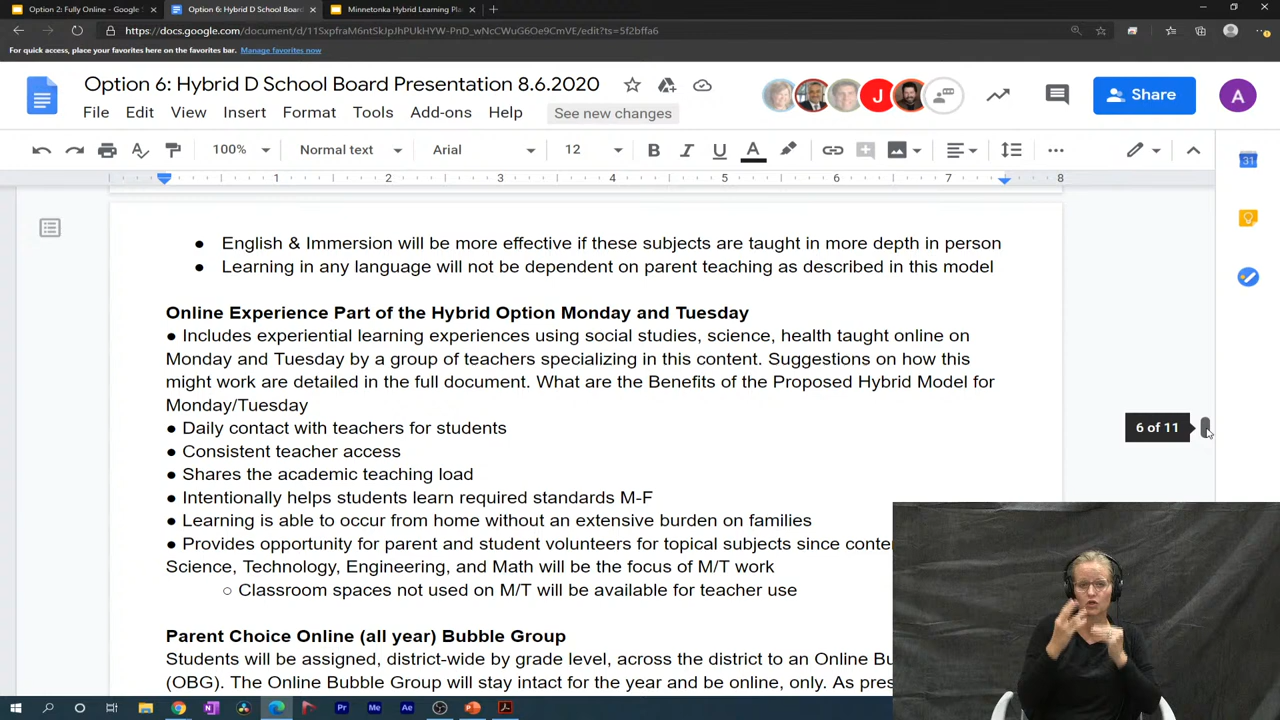 Option 2: Fully Online - Google S
Option 6: Hybrid D School Board
Minnetonka Hybrid Learning Pla
https://docs.google.com/document/d/11SxpfraM6ntSkJpJhPUkHYW-PnD_wNcCWuG6Oe9CmVE/edit?ts=5f2bffa6
For quick access, place your favorites here on the favorites bar. Manage favorites now
Option 6: Hybrid D School Board Presentation 8.6.2020
J
Share
A
File Edit View Insert Format Tools Add-ons Help See new changes
100% Normal text Arial 12 B I U A
1 2 3 4 5 6 7 8
31
● English & Immersion will be more effective if these subjects are taught in more depth in person
● Learning in any language will not be dependent on parent teaching as described in this model
Online Experience Part of the Hybrid Option Monday and Tuesday
● Includes experiential learning experiences using social studies, science, health taught online on
Monday and Tuesday by a group of teachers specializing in this content. Suggestions on how this
might work are detailed in the full document. What are the Benefits of the Proposed Hybrid Model for
Monday/Tuesday
● Daily contact with teachers for students
6 of 11
● Consistent teacher access
● Shares the academic teaching load
● Intentionally helps students learn required standards M-F
● Learning is able to occur from home without an extensive burden on families
● Provides opportunity for parent and student volunteers for topical subjects since conte
Science, Technology, Engineering, and Math will be the focus of M/T work
○ Classroom spaces not used on M/T will be available for teacher use
Parent Choice Online (all year) Bubble Group
Students will be assigned, district-wide by grade level, across the district to an Online Bu
(OBG). The Online Bubble Group will stay intact for the year and be online, only. As pres
Pr Me Ae